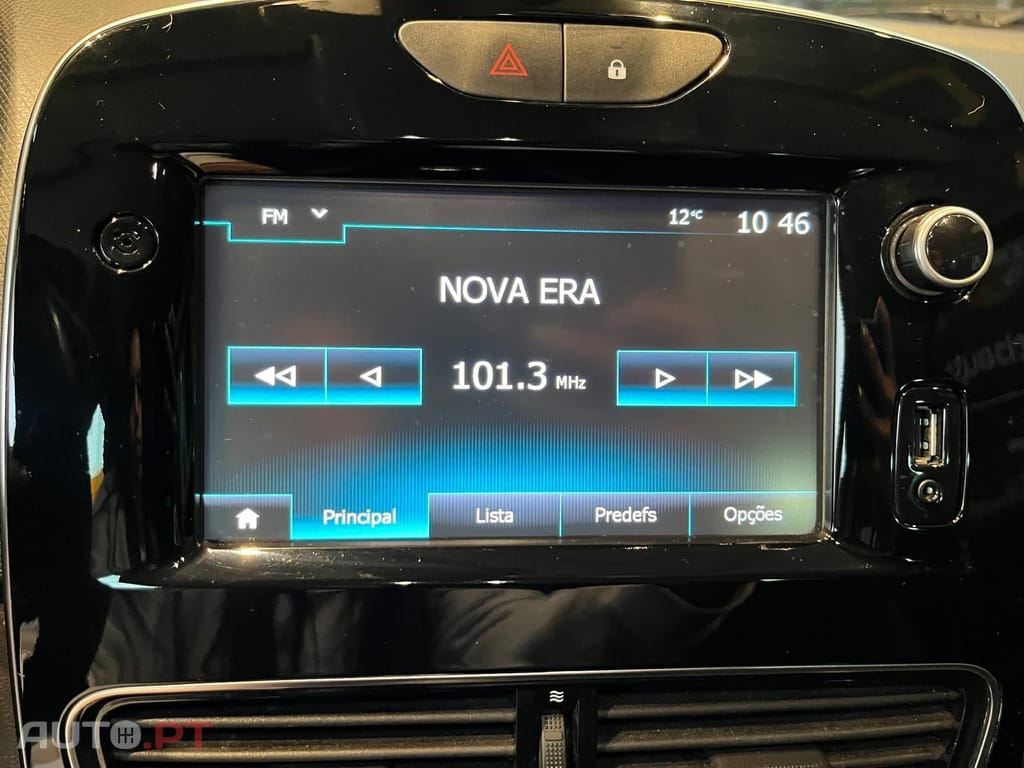 FM
12°C
10 46
NOVA ERA
101.3 MHz
Principal
Lista
Predefs
Opções
AUTO.PT